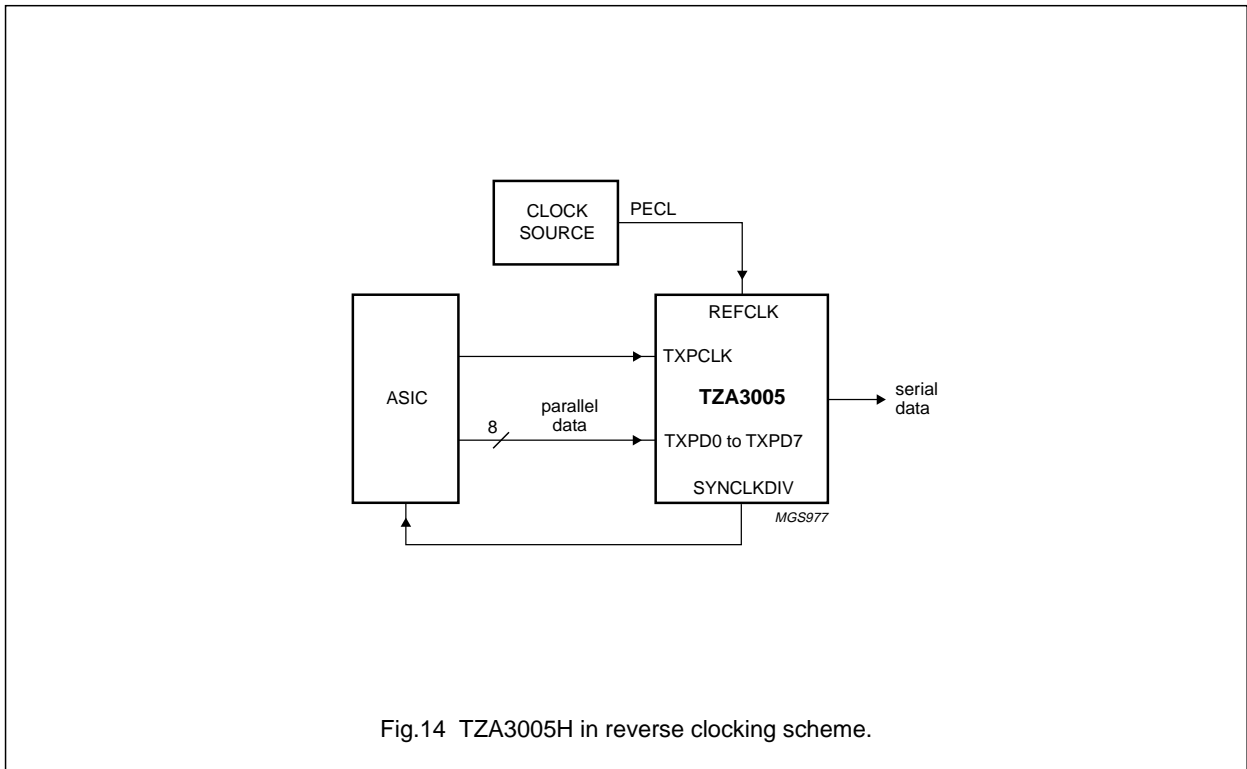 CLOCK
SOURCE
PECL
REFCLK
TXPCLK
ASIC
TZA3005
serial
data
parallel
data
8
TXPD0 to TXPD7
SYNCLKDIV
MGS977
Fig.14 TZA3005H in reverse clocking scheme.